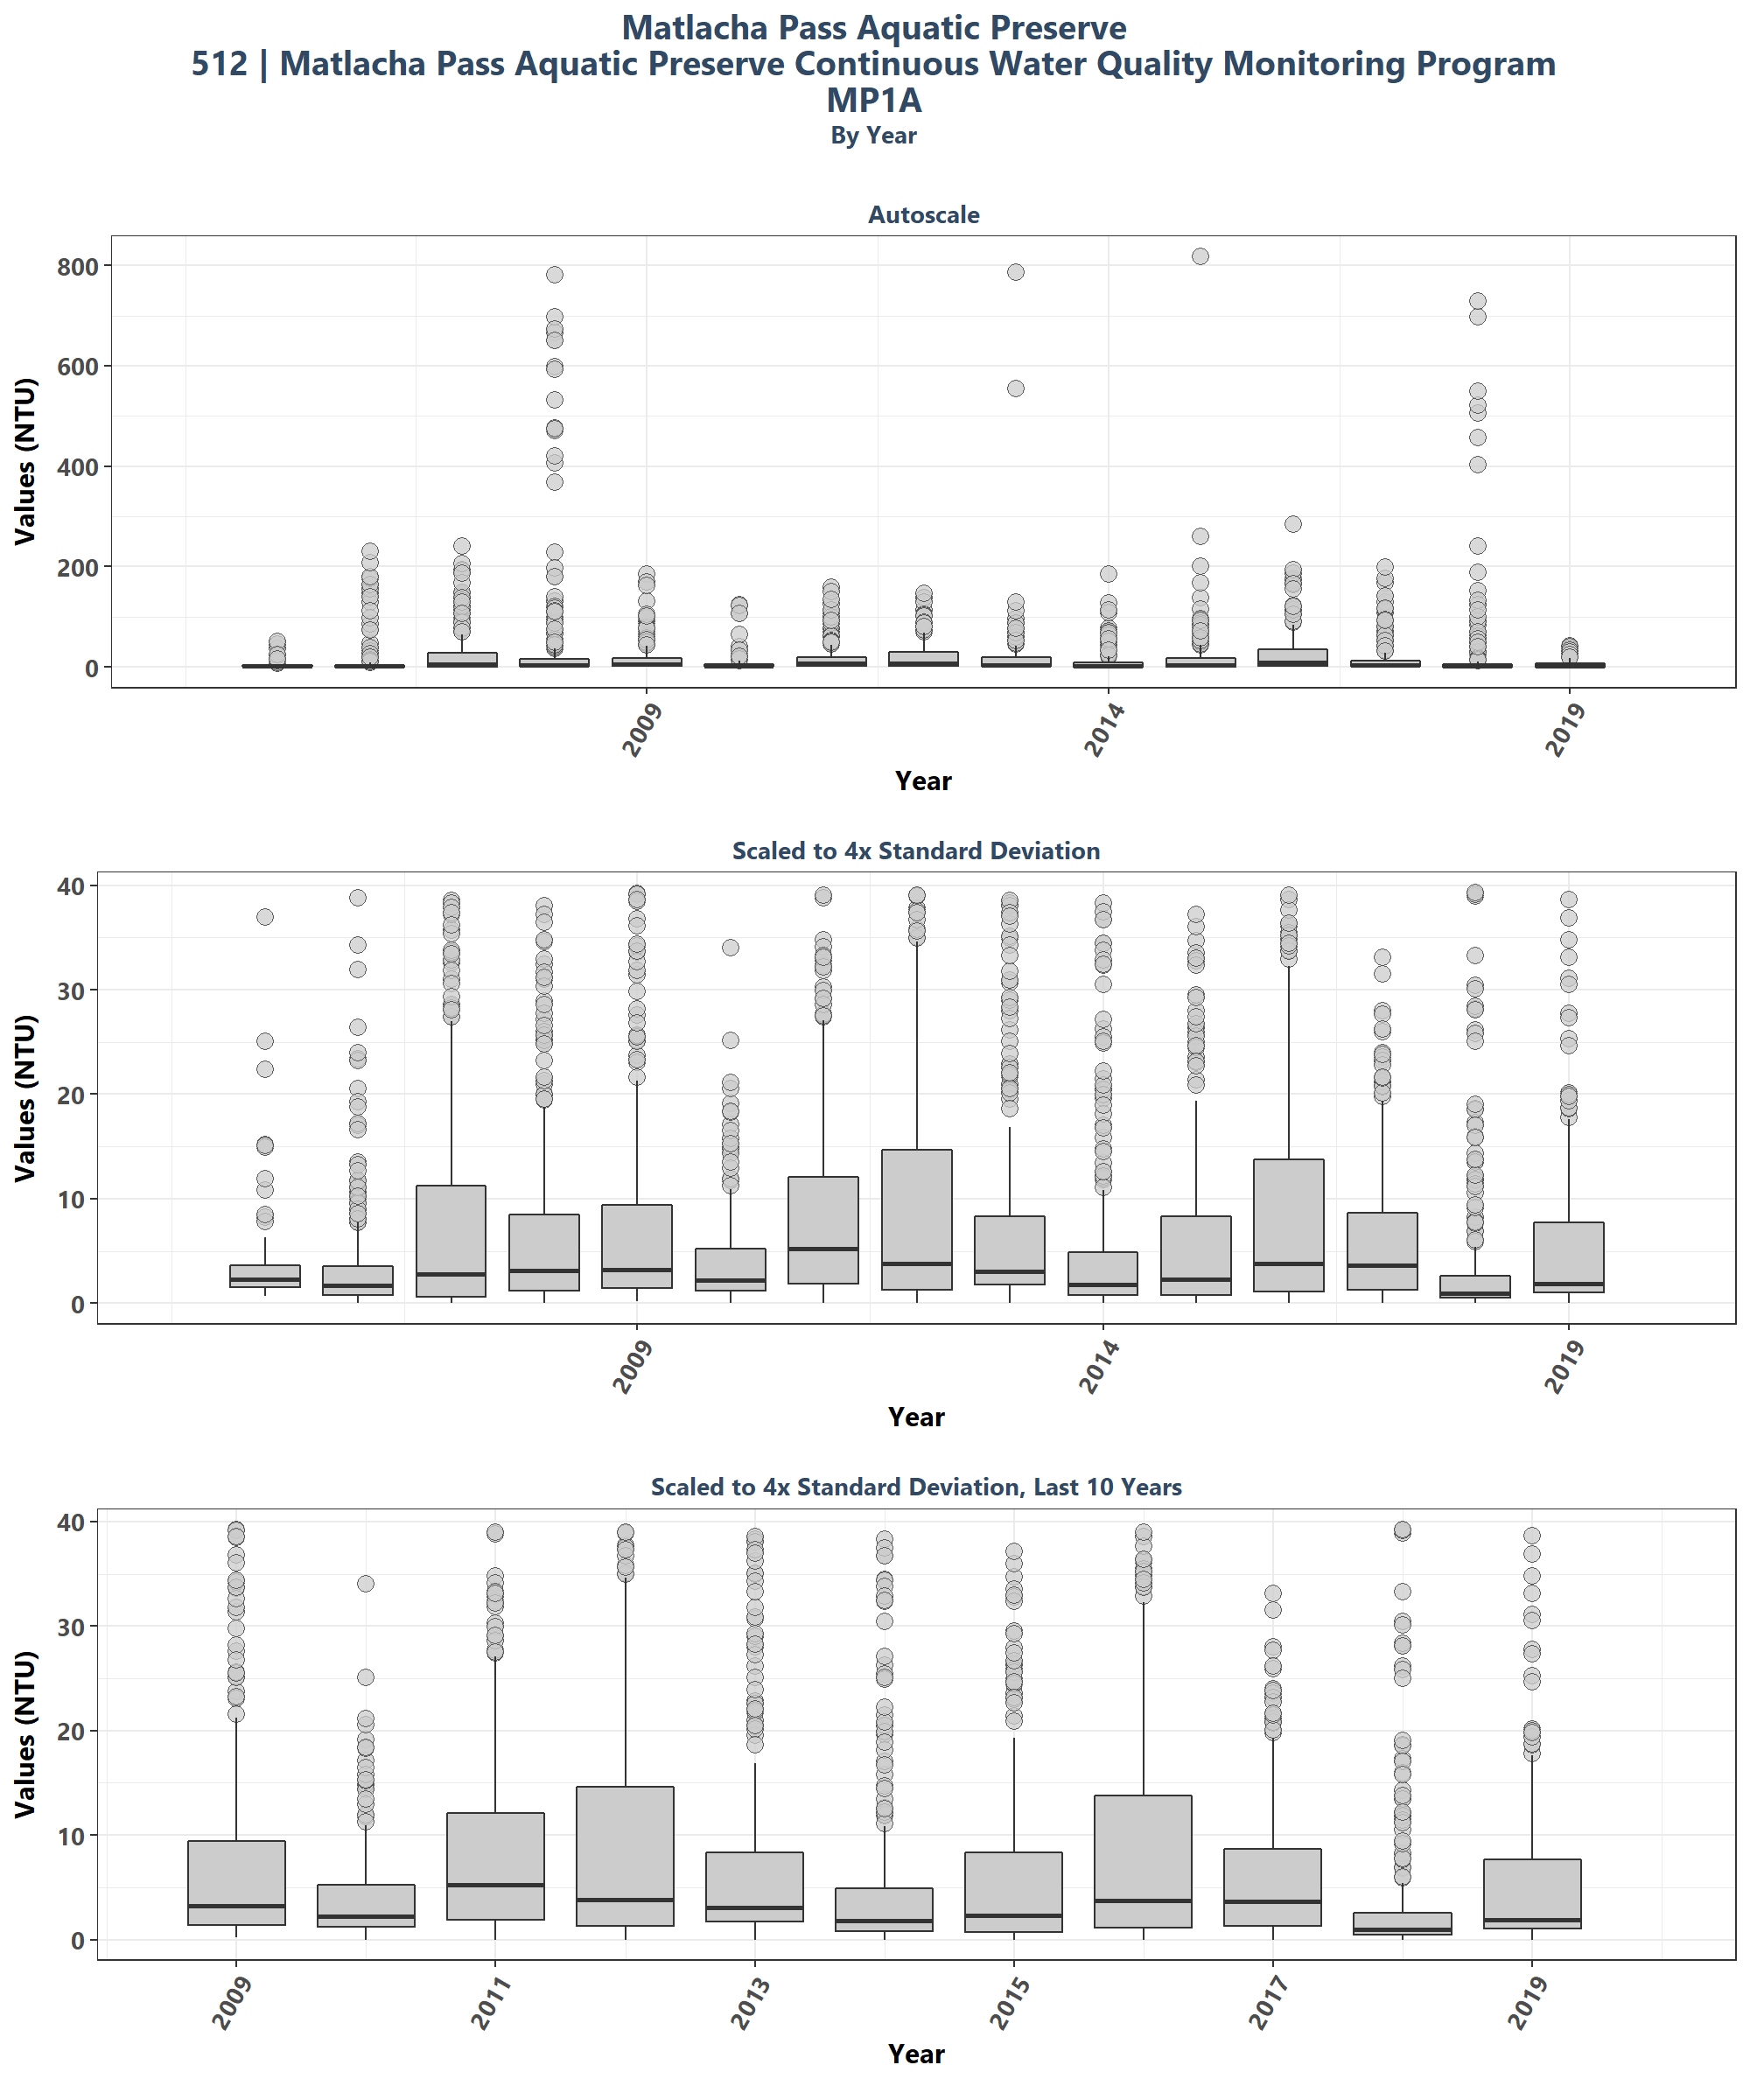 Matlacha Pass Aquatic Preserve
512 | Matlacha Pass Aquatic Preserve Continuous Water Quality Monitoring Program
MP1A
By Year
Autoscale
Values (NTU)
800
600
400
200
0
2009 2014 2019
Year
Scaled to 4x Standard Deviation
Values (NTU)
40
30
20
10
0
2009 2014 2019
Year
Scaled to 4x Standard Deviation, Last 10 Years
Values (NTU)
40
30
20
10
0
2009 2011 2013 2015 2017 2019
Year